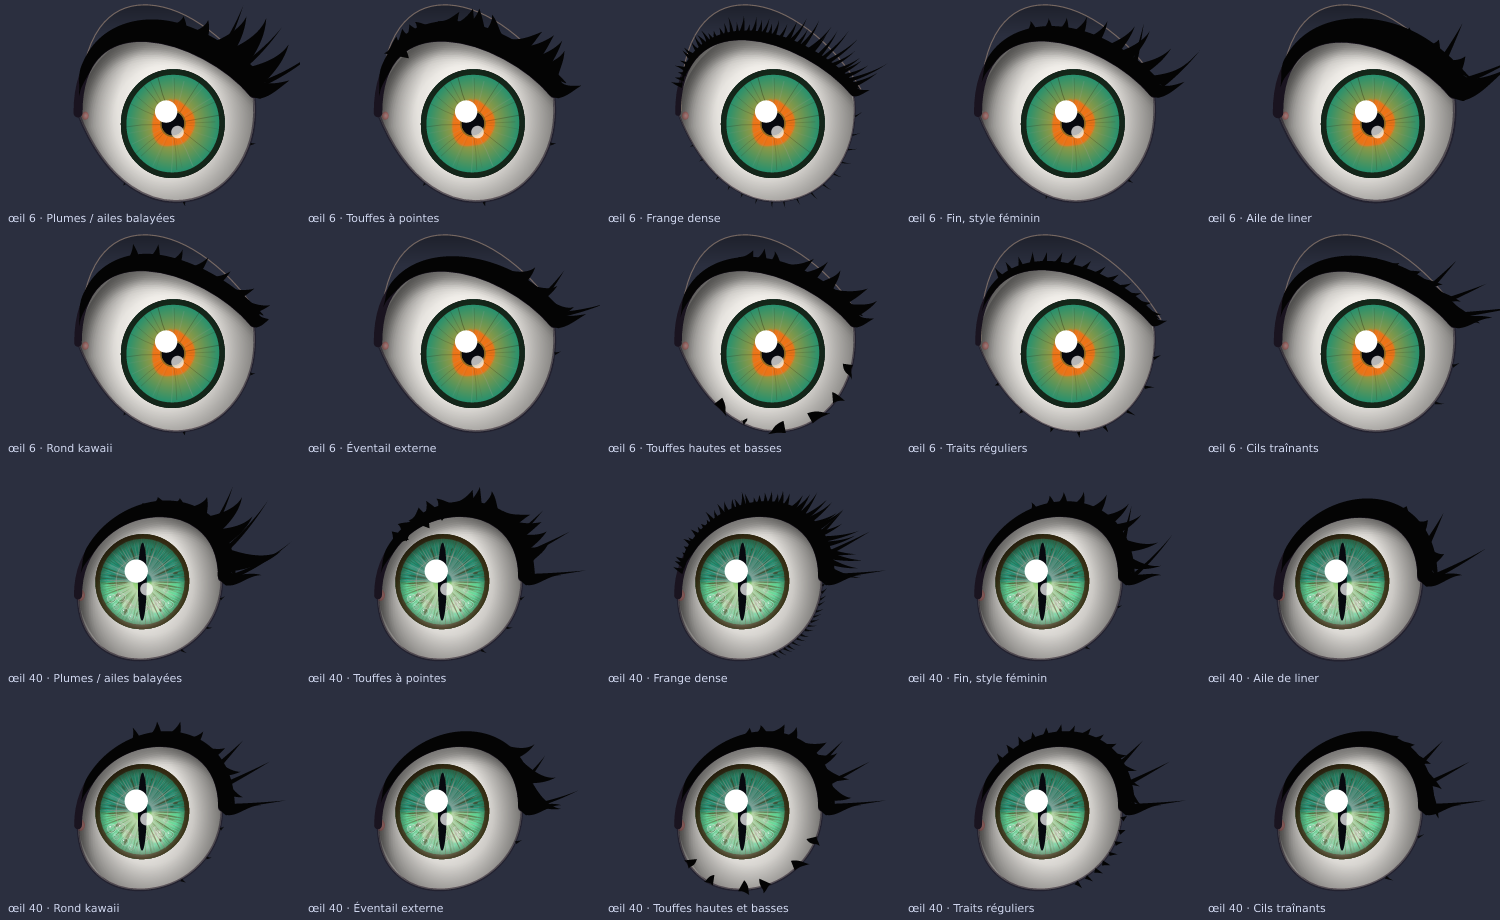 œil 6 · Plumes / ailes balayées
œil 6 · Touffes à pointes
œil 6 · Frange dense
œil 6 · Fin, style féminin
œil 6 · Aile de liner
œil 6 · Rond kawaii
œil 6 · Éventail externe
œil 6 · Touffes hautes et basses
œil 6 · Traits réguliers
œil 6 · Cils traînants
œil 40 · Plumes / ailes balayées
œil 40 · Touffes à pointes
œil 40 · Frange dense
œil 40 · Fin, style féminin
œil 40 · Aile de liner
œil 40 · Rond kawaii
œil 40 · Éventail externe
œil 40 · Touffes hautes et basses
œil 40 · Traits réguliers
œil 40 · Cils traînants